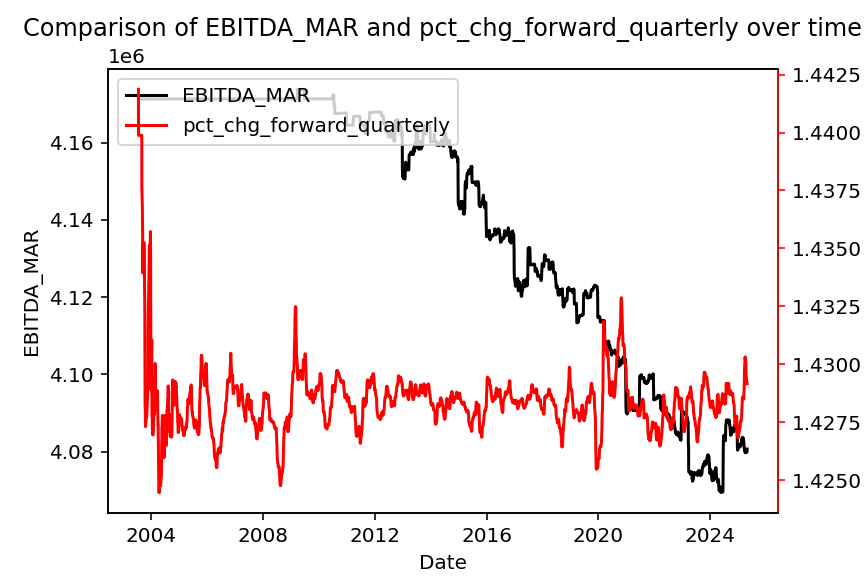 Comparison of EBITDA_MAR and pct_chg_forward_quarterly over time
1e6
EBITDA_MAR
pct_chg_forward_quarterly
4.16
4.14
4.12
4.10
4.08
EBITDA_MAR
1.4425
1.4400
1.4375
1.4350
1.4325
1.4300
1.4275
1.4250
2004 2008 2012 2016 2020 2024
Date